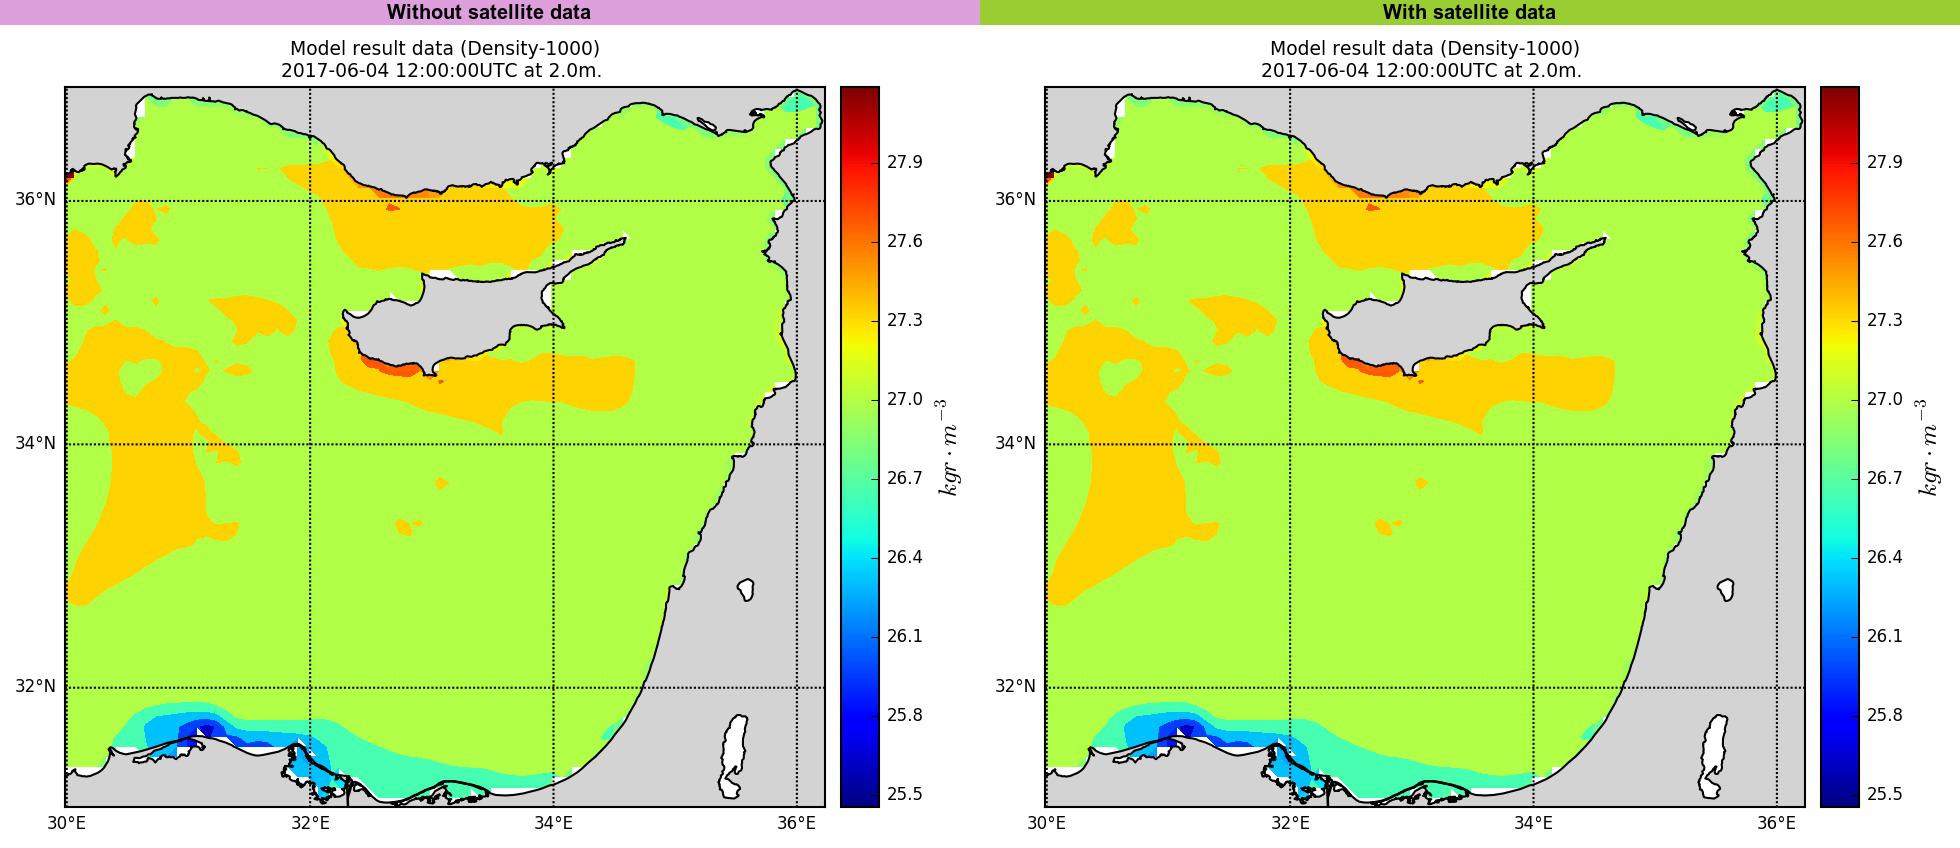 Without satellite data
With satellite data
Model result data (Density-1000)
2017-06-04 12:00:00UTC at 2.0m.
36°N
34°N
32°N
30°E
32°E
34°E
36°E
27.9
27.6
27.3
27.0
26.7
26.4
26.1
25.8
25.5
kgr · m⁻³
Model result data (Density-1000)
2017-06-04 12:00:00UTC at 2.0m.
36°N
34°N
32°N
30°E
32°E
34°E
36°E
27.9
27.6
27.3
27.0
26.7
26.4
26.1
25.8
25.5
kgr · m⁻³